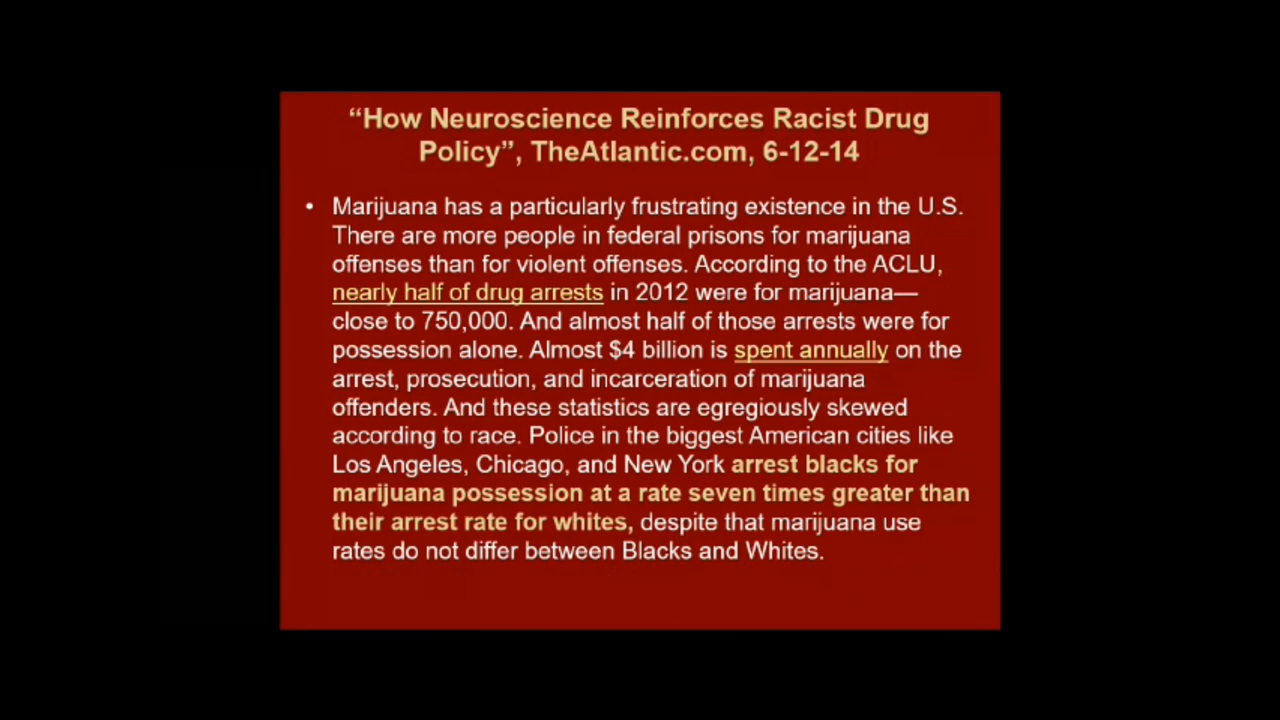 “How Neuroscience Reinforces Racist Drug
Policy”, TheAtlantic.com, 6-12-14
• Marijuana has a particularly frustrating existence in the U.S.
There are more people in federal prisons for marijuana
offenses than for violent offenses. According to the ACLU,
nearly half of drug arrests in 2012 were for marijuana—
close to 750,000. And almost half of those arrests were for
possession alone. Almost $4 billion is spent annually on the
arrest, prosecution, and incarceration of marijuana
offenders. And these statistics are egregiously skewed
according to race. Police in the biggest American cities like
Los Angeles, Chicago, and New York arrest blacks for
marijuana possession at a rate seven times greater than
their arrest rate for whites, despite that marijuana use
rates do not differ between Blacks and Whites.